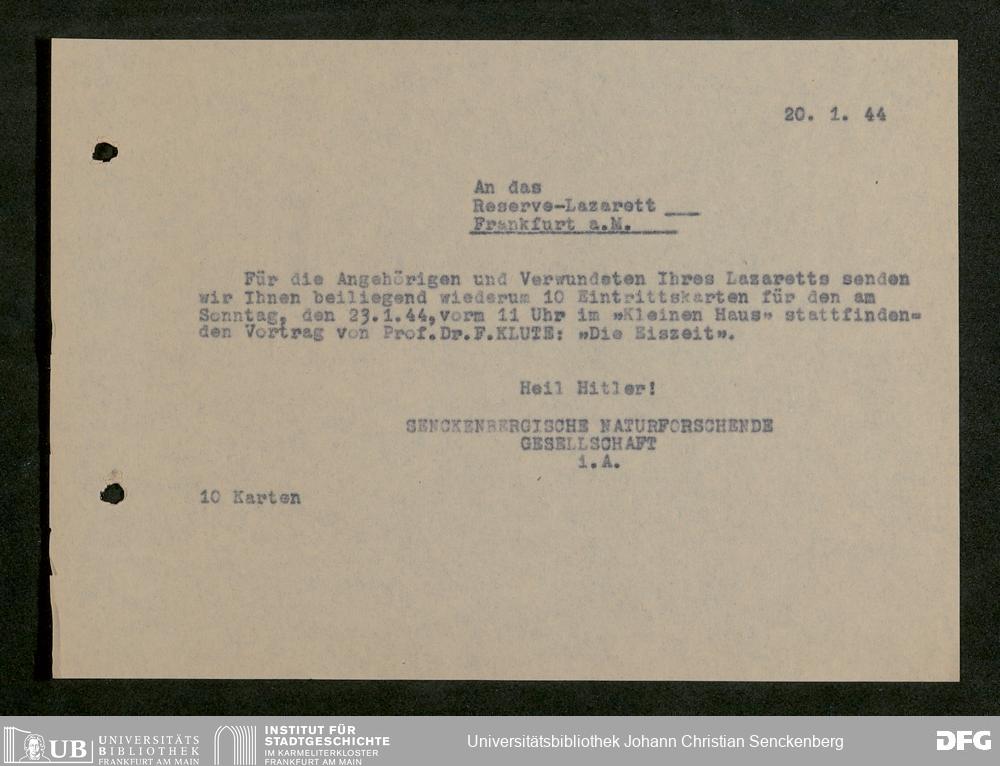 20. 1. 44
An das
Reserve-Lazarett ___
Frankfurt a.M.
Für die Angehörigen und Verwundeten Ihres Lazaretts senden
wir Ihnen beiliegend wiederum 10 Eintrittskarten für den am
Sonntag, den 23.1.44,vorm 11 Uhr im »Kleinen Haus» stattfinden=
den Vortrag von Prof.Dr.F.KLUTE: »Die Eiszeit».
Heil Hitler!
SENCKENBERGISCHE NATURFORSCHENDE
GESELLSCHAFT
i.A.
10 Karten
UB UNIVERSITÄTS
BIBLIOTHEK
FRANKFURT AM MAIN
INSTITUT FÜR
STADTGESCHICHTE
IM KARMELITERKLOSTER
FRANKFURT AM MAIN
Universitätsbibliothek Johann Christian Senckenberg
DFG